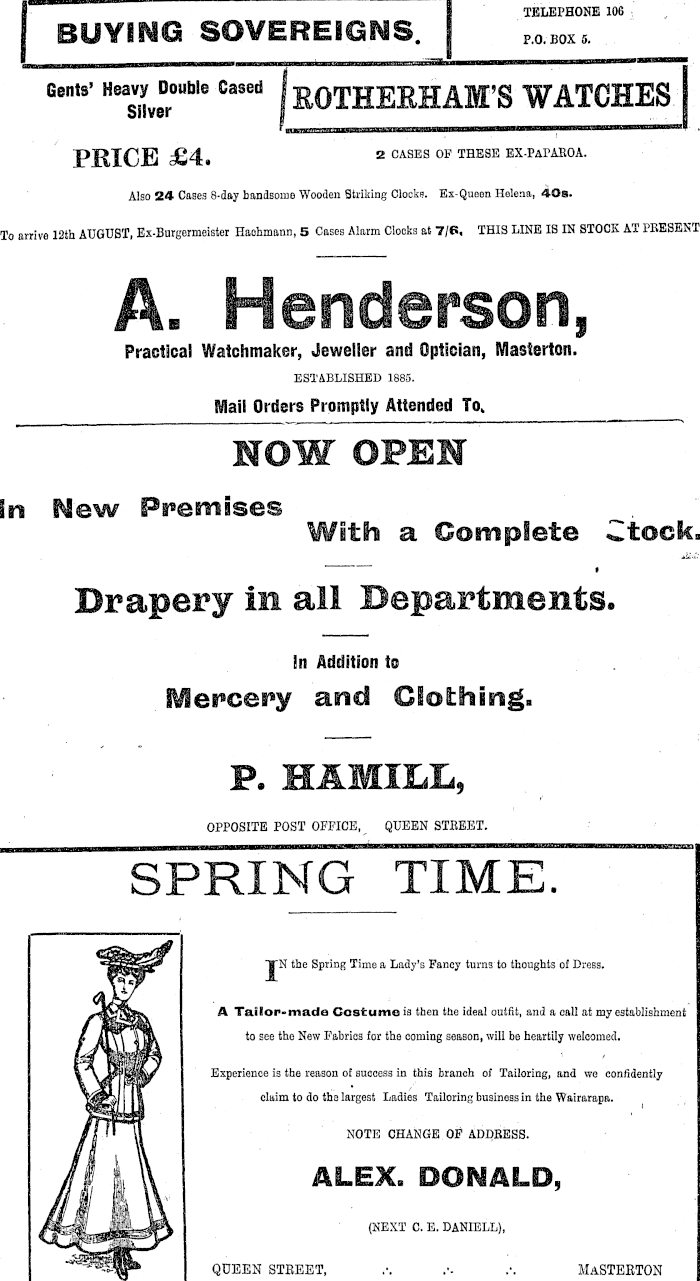 BUYING SOVEREIGNS.
TELEPHONE 106
P.O. BOX 5.
Gents' Heavy Double Cased
Silver
ROTHERHAM'S WATCHES
PRICE £4.
2 CASES OF THESE EX-PAPAROA.
Also 24 Cases 8-day handsome Wooden Striking Clocks. Ex-Queen Helena, 40s.
To arrive 12th AUGUST, Ex-Burgermeister Hachmann, 5 Cases Alarm Clocks at 7/6, THIS LINE IS IN STOCK AT PRESENT
A. Henderson,
Practical Watchmaker, Jeweller and Optician, Masterton.
ESTABLISHED 1885.
Mail Orders Promptly Attended To.
NOW OPEN
In New Premises
With a Complete Stock.
Drapery in all Departments.
In Addition to
Mercery and Clothing.
P. HAMILL,
OPPOSITE POST OFFICE, QUEEN STREET.
SPRING TIME.
IN the Spring Time a Lady's Fancy turns to thoughts of Dress.
A Tailor-made Costume is then the ideal outfit, and a call at my establishment
to see the New Fabrics for the coming season, will be heartily welcomed.
Experience is the reason of success in this branch of Tailoring, and we confidently
claim to do the largest Ladies Tailoring business in the Wairarapa.
NOTE CHANGE OF ADDRESS.
ALEX. DONALD,
(NEXT C. E. DANIELL),
QUEEN STREET, ∴ ∴ ∴ MASTERTON